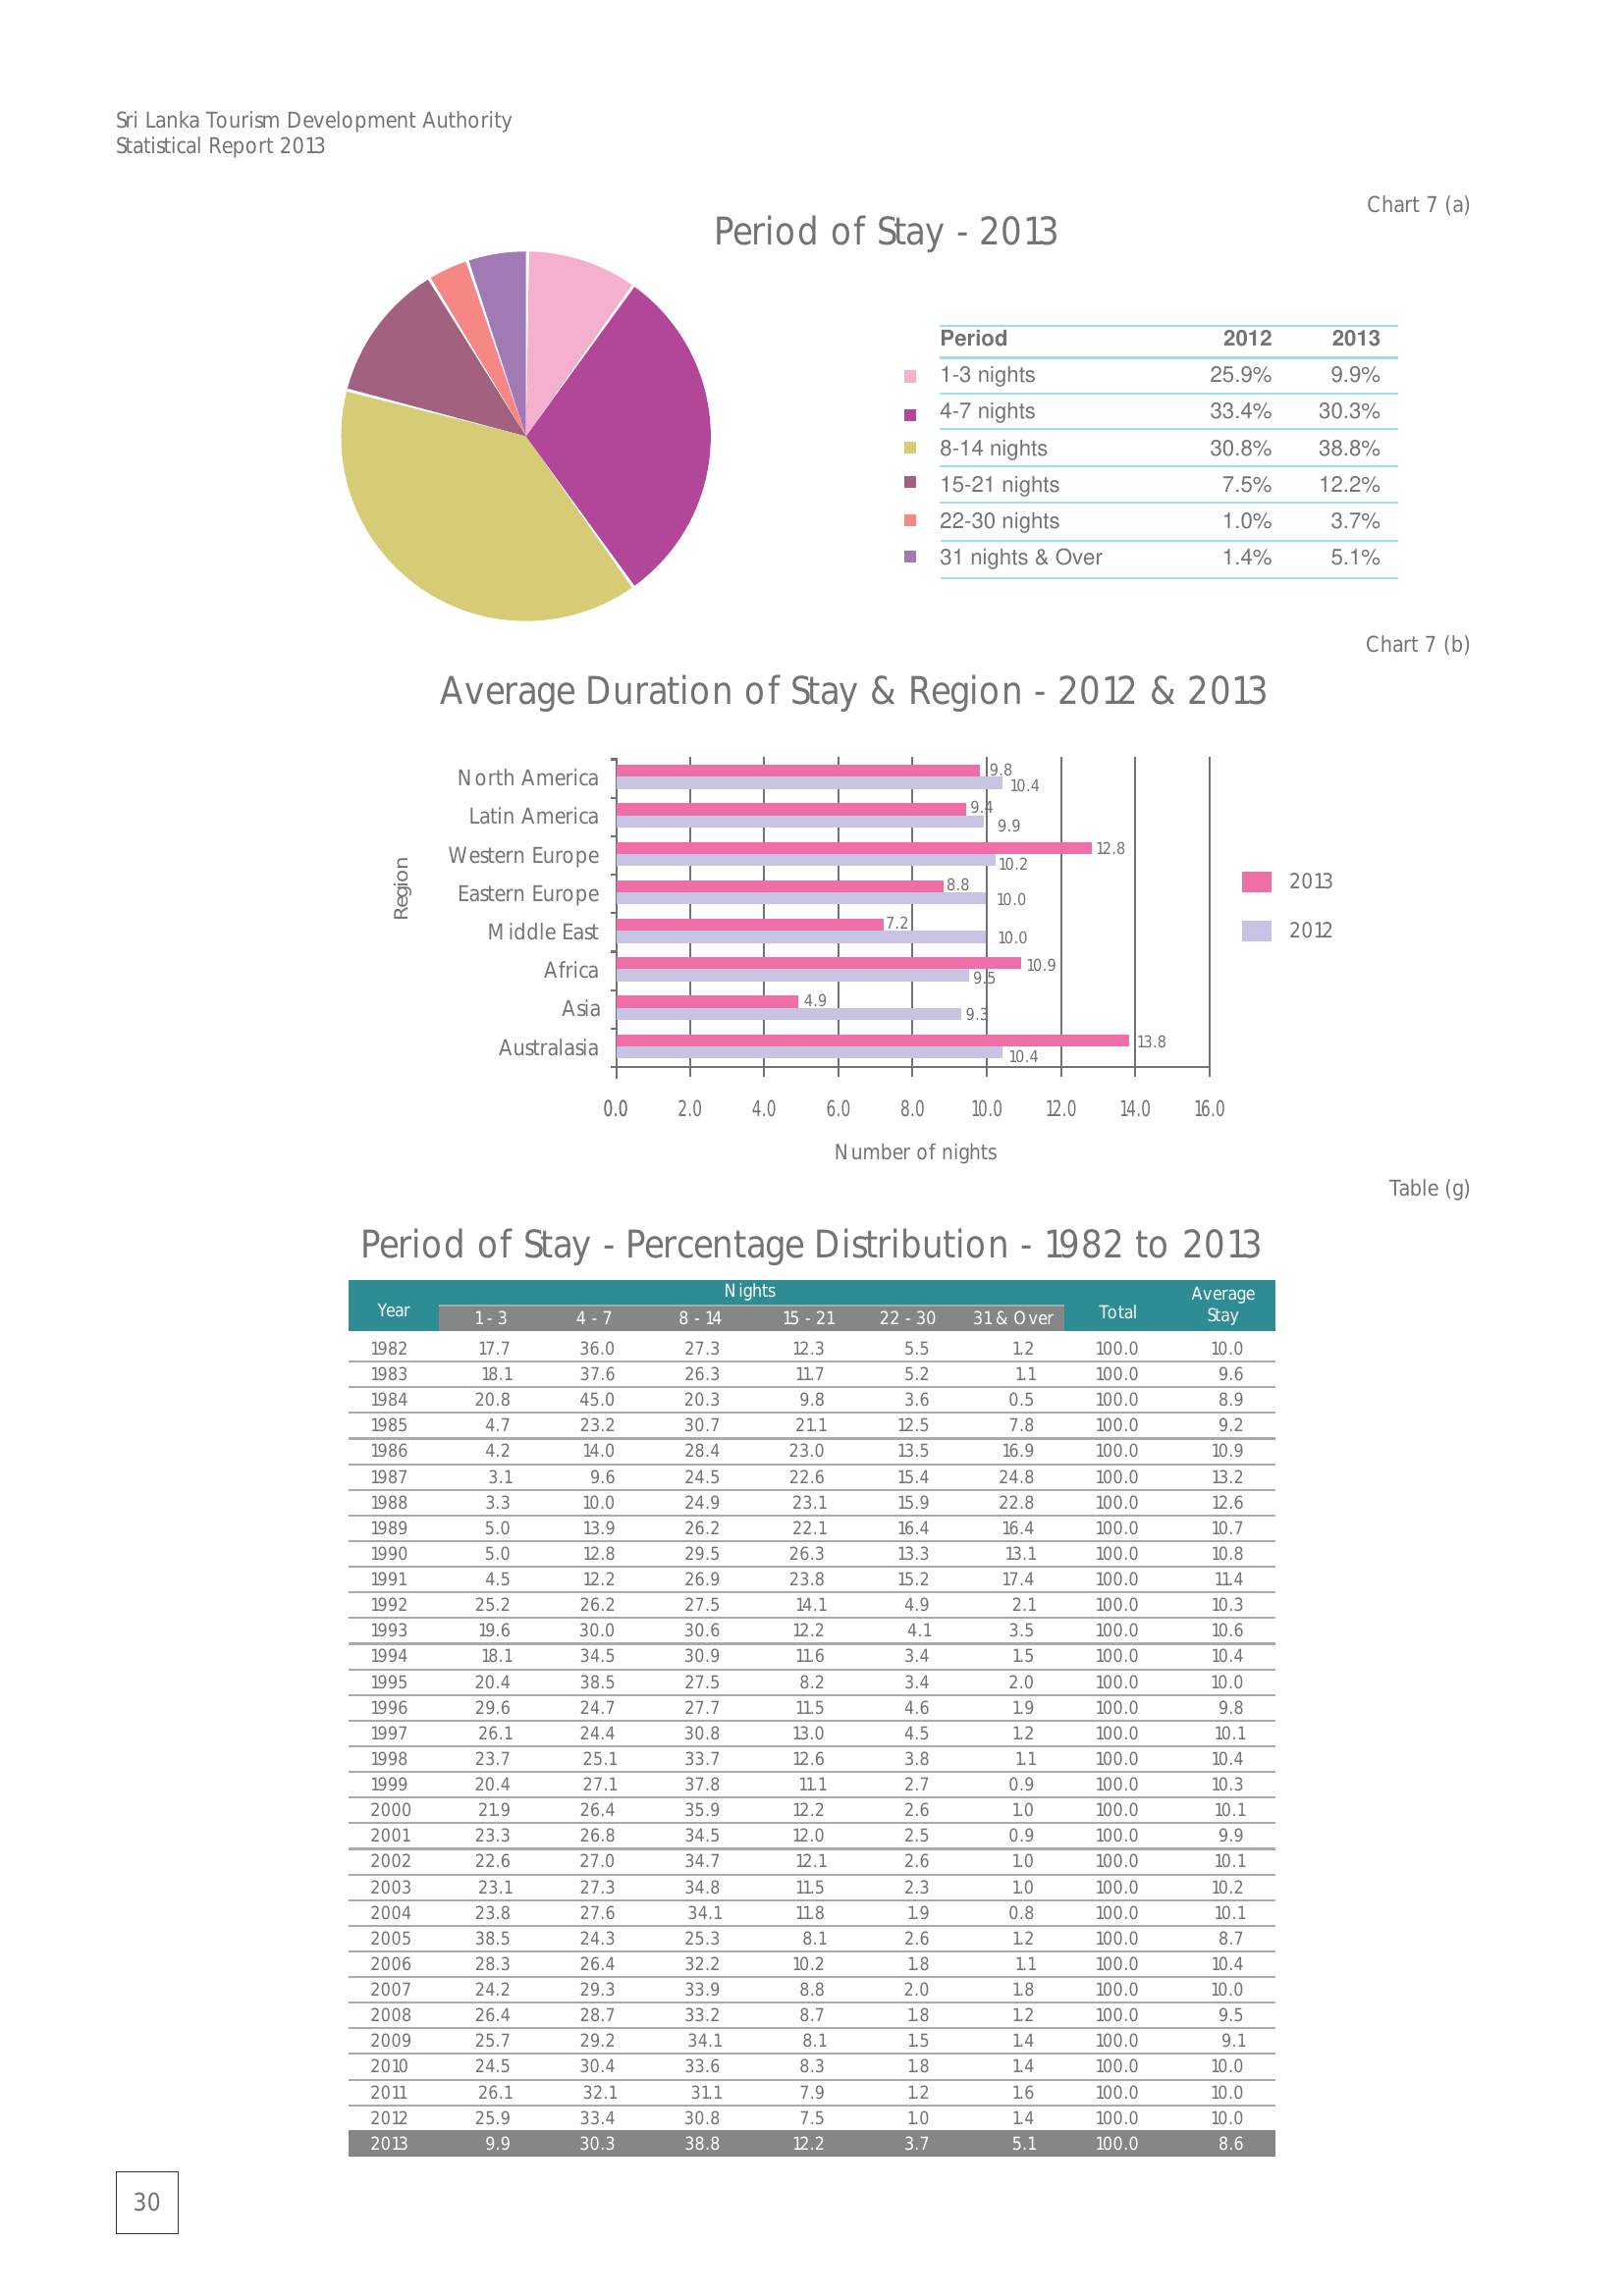 Sri Lanka Tourism Development Authority
Statistical Report 2013
Chart 7 (a)
Period of Stay - 2013
Period 2012 2013
1-3 nights 25.9% 9.9%
4-7 nights 33.4% 30.3%
8-14 nights 30.8% 38.8%
15-21 nights 7.5% 12.2%
22-30 nights 1.0% 3.7%
31 nights & Over 1.4% 5.1%
Chart 7 (b)
Average Duration of Stay & Region - 2012 & 2013
Region
North America 9.8
10.4
Latin America 9.4
9.9
Western Europe 12.8
10.2
Eastern Europe 8.8
10.0
Middle East 7.2
10.0
Africa 10.9
9.5
Asia 4.9
9.3
Australasia 13.8
10.4
2013
2012
0.0 2.0 4.0 6.0 8.0 10.0 12.0 14.0 16.0
Number of nights
Table (g)
Period of Stay - Percentage Distribution - 1982 to 2013
Year Nights Total Average Stay
1 - 3 4 - 7 8 - 14 15 - 21 22 - 30 31 & Over
1982 17.7 36.0 27.3 12.3 5.5 1.2 100.0 10.0
1983 18.1 37.6 26.3 11.7 5.2 1.1 100.0 9.6
1984 20.8 45.0 20.3 9.8 3.6 0.5 100.0 8.9
1985 4.7 23.2 30.7 21.1 12.5 7.8 100.0 9.2
1986 4.2 14.0 28.4 23.0 13.5 16.9 100.0 10.9
1987 3.1 9.6 24.5 22.6 15.4 24.8 100.0 13.2
1988 3.3 10.0 24.9 23.1 15.9 22.8 100.0 12.6
1989 5.0 13.9 26.2 22.1 16.4 16.4 100.0 10.7
1990 5.0 12.8 29.5 26.3 13.3 13.1 100.0 10.8
1991 4.5 12.2 26.9 23.8 15.2 17.4 100.0 11.4
1992 25.2 26.2 27.5 14.1 4.9 2.1 100.0 10.3
1993 19.6 30.0 30.6 12.2 4.1 3.5 100.0 10.6
1994 18.1 34.5 30.9 11.6 3.4 1.5 100.0 10.4
1995 20.4 38.5 27.5 8.2 3.4 2.0 100.0 10.0
1996 29.6 24.7 27.7 11.5 4.6 1.9 100.0 9.8
1997 26.1 24.4 30.8 13.0 4.5 1.2 100.0 10.1
1998 23.7 25.1 33.7 12.6 3.8 1.1 100.0 10.4
1999 20.4 27.1 37.8 11.1 2.7 0.9 100.0 10.3
2000 21.9 26.4 35.9 12.2 2.6 1.0 100.0 10.1
2001 23.3 26.8 34.5 12.0 2.5 0.9 100.0 9.9
2002 22.6 27.0 34.7 12.1 2.6 1.0 100.0 10.1
2003 23.1 27.3 34.8 11.5 2.3 1.0 100.0 10.2
2004 23.8 27.6 34.1 11.8 1.9 0.8 100.0 10.1
2005 38.5 24.3 25.3 8.1 2.6 1.2 100.0 8.7
2006 28.3 26.4 32.2 10.2 1.8 1.1 100.0 10.4
2007 24.2 29.3 33.9 8.8 2.0 1.8 100.0 10.0
2008 26.4 28.7 33.2 8.7 1.8 1.2 100.0 9.5
2009 25.7 29.2 34.1 8.1 1.5 1.4 100.0 9.1
2010 24.5 30.4 33.6 8.3 1.8 1.4 100.0 10.0
2011 26.1 32.1 31.1 7.9 1.2 1.6 100.0 10.0
2012 25.9 33.4 30.8 7.5 1.0 1.4 100.0 10.0
2013 9.9 30.3 38.8 12.2 3.7 5.1 100.0 8.6
30